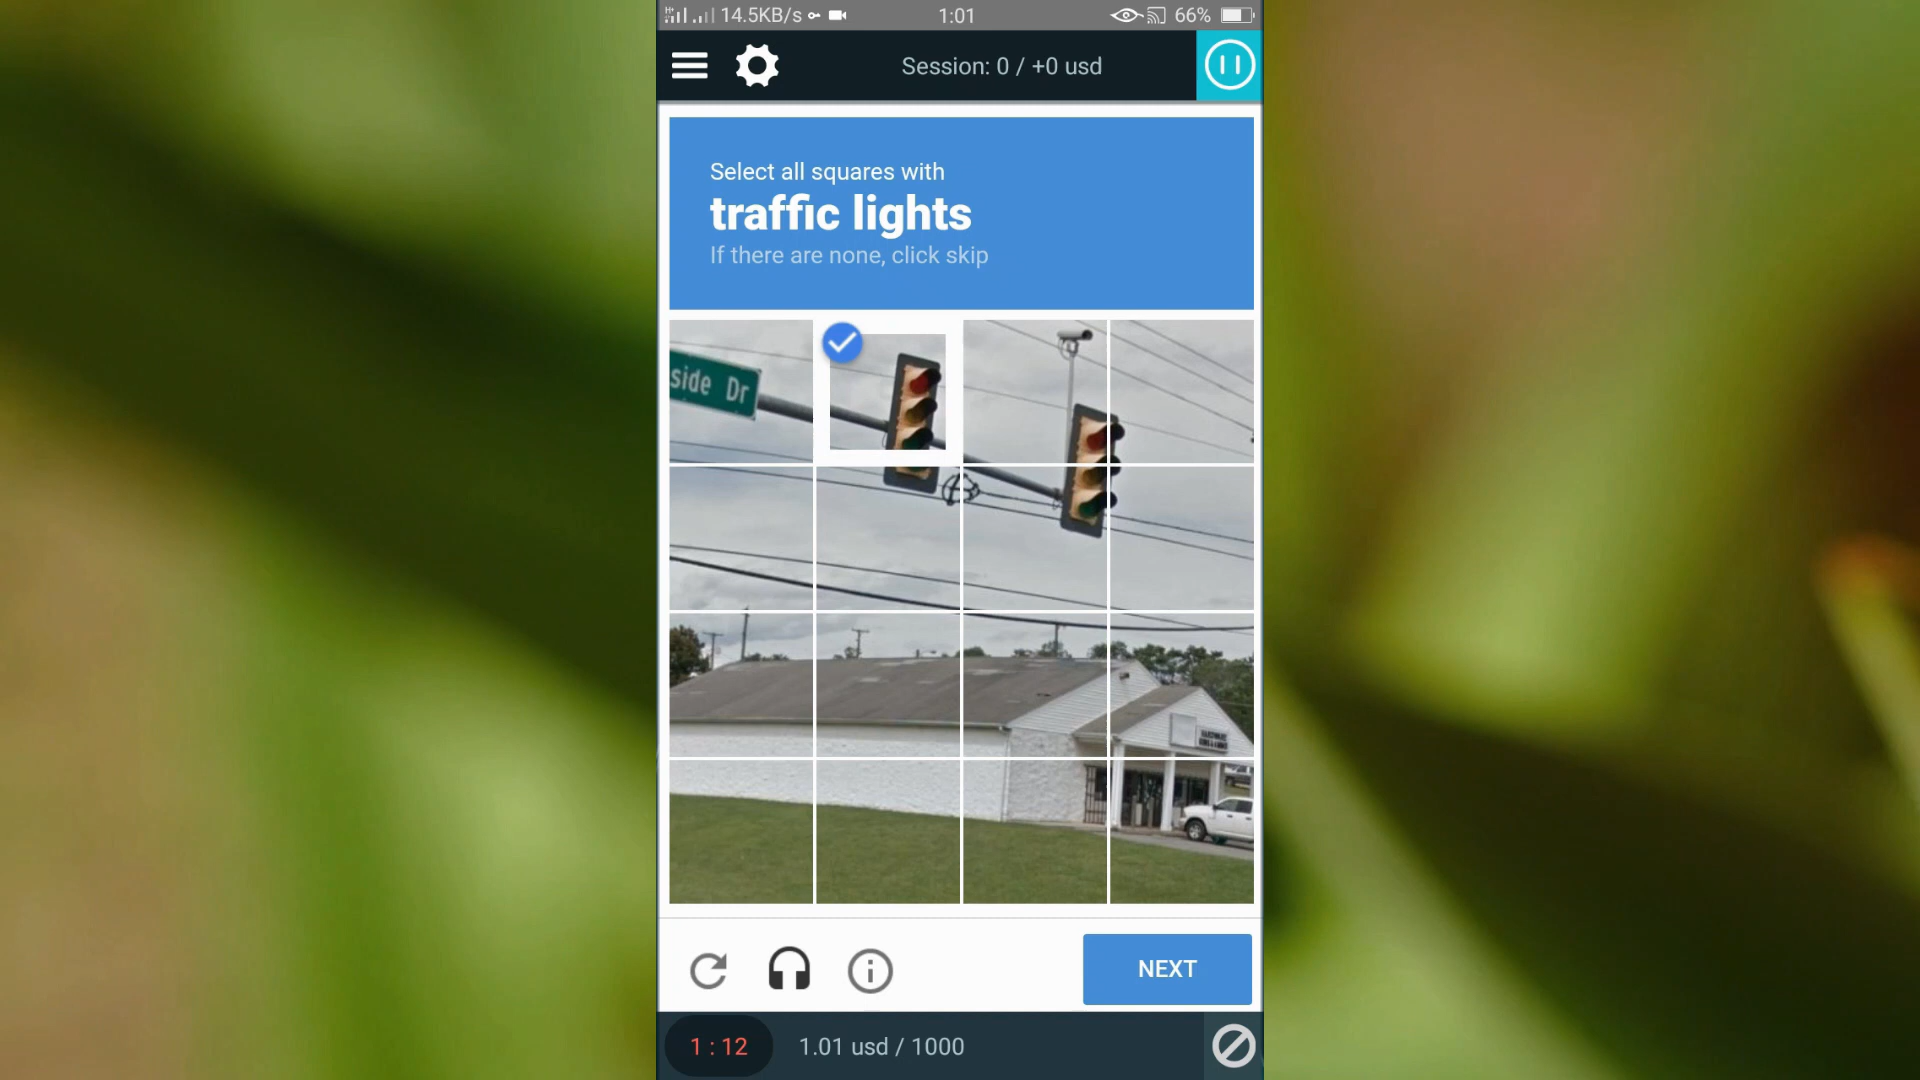 14.5KB/s
1:01
66%
Session: 0 / +0 usd
Select all squares with
traffic lights
If there are none, click skip
side Dr
NEXT
1 : 12
1.01 usd / 1000